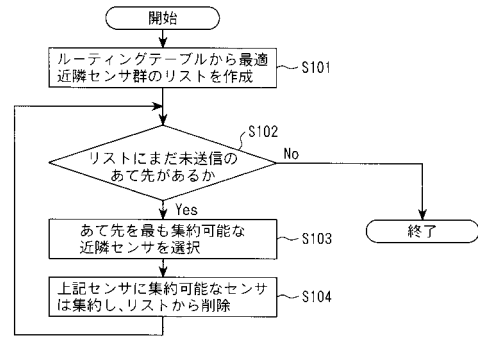 開始
ルーティングテーブルから最適
近隣センサ群のリストを作成
S101
S102
リストにまだ未送信の
あて先があるか
No
Yes
終了
あて先を最も集約可能な
近隣センサを選択
S103
上記センサに集約可能なセンサ
は集約し、リストから削除
S104